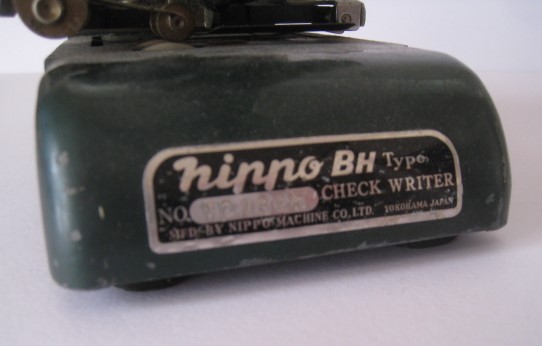 nippo BH Type
CHECK WRITER
NO.
MFD. BY NIPPO MACHINE CO., LTD. YOKOHAMA JAPAN